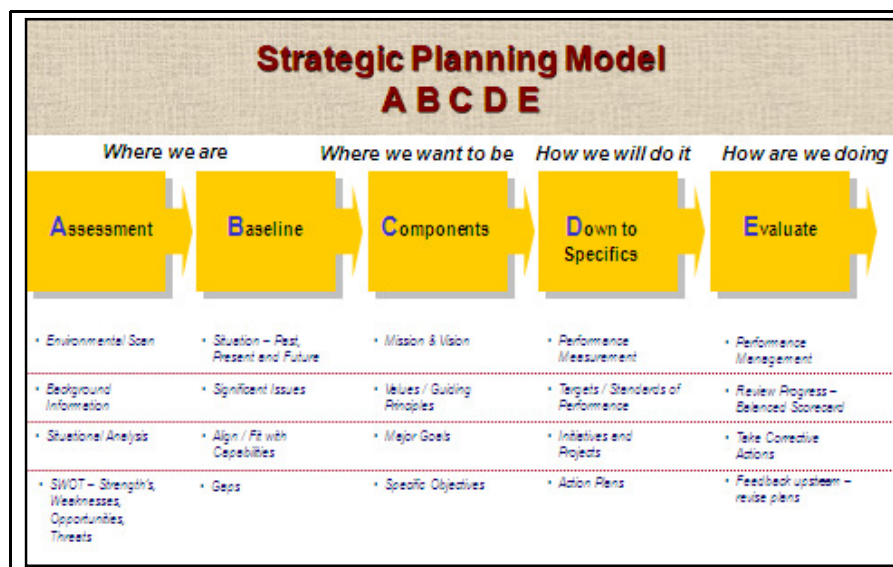 Strategic Planning Model
A B C D E
Where we are
Where we want to be
How we will do it
How are we doing
Assessment
Baseline
Components
Down to
Specifics
Evaluate
• Environmental Scan
• Background
Information
• Situational Analysis
• SWOT – Strength's,
Weaknesses,
Opportunities,
Threats
• Situation – Past,
Present and Future
• Significant Issues
• Align / Fit with
Capabilities
• Gaps
• Mission & Vision
• Values / Guiding
Principles
• Major Goals
• Specific Objectives
• Performance
Measurement
• Targets / Standards of
Performance
• Initiatives and
Projects
• Action Plans
• Performance
Management
• Review Progress –
Balanced Scorecard
• Take Corrective
Actions
• Feedback upstream –
revise plans